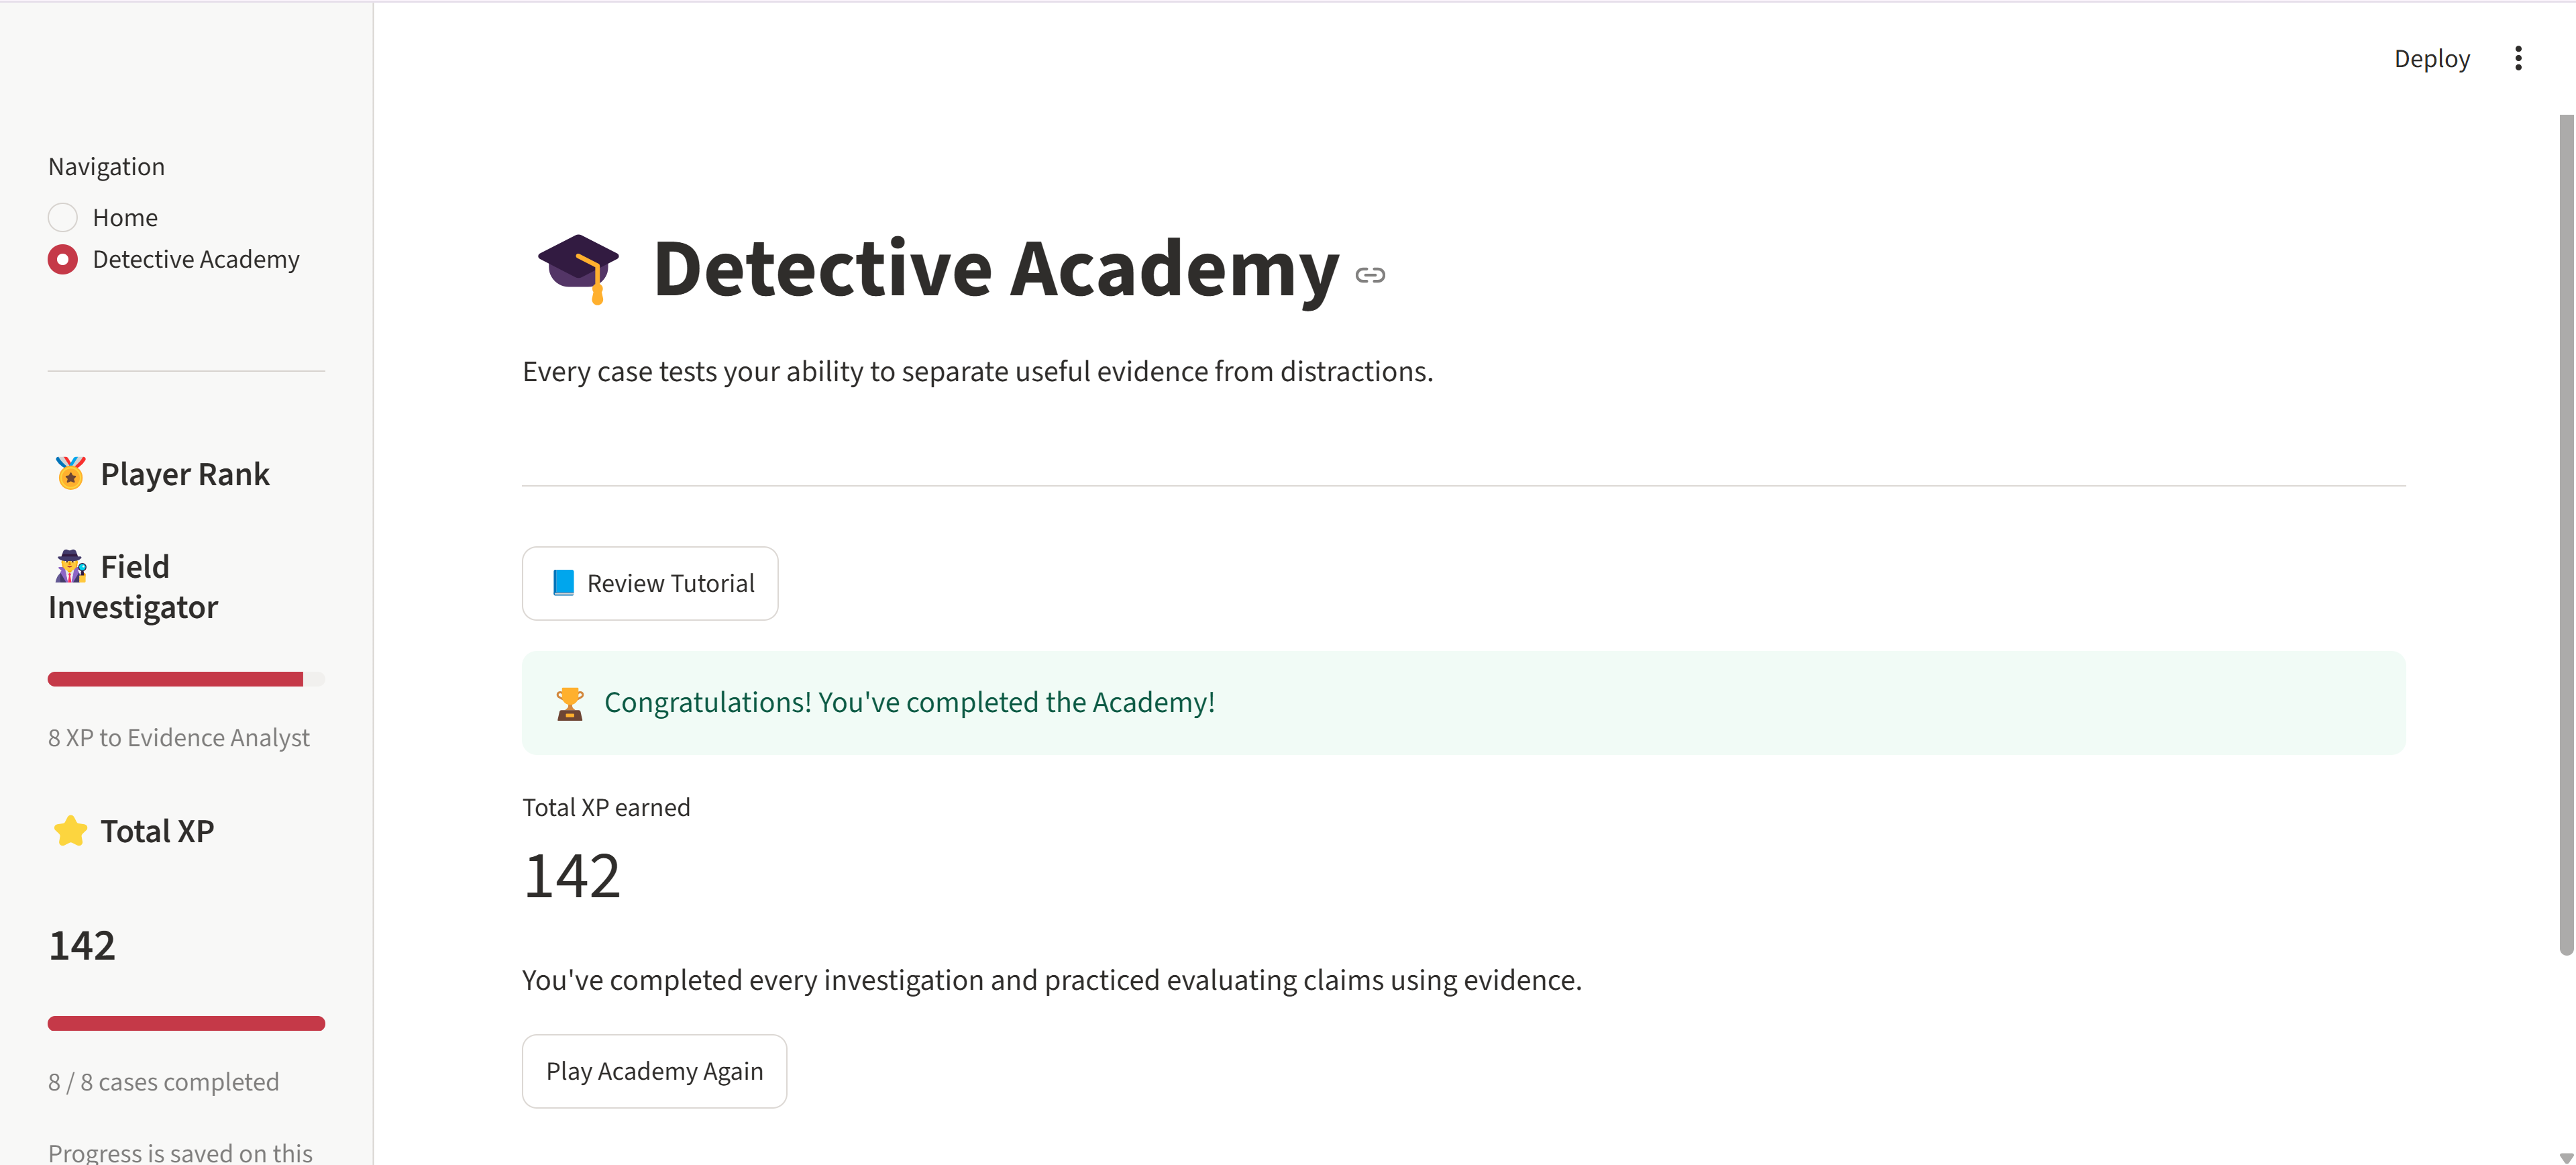 Deploy
Navigation
Home
Detective Academy
Player Rank
Field
Investigator
8 XP to Evidence Analyst
Total XP
142
8 / 8 cases completed
Progress is saved on this
Detective Academy
Every case tests your ability to separate useful evidence from distractions.
Review Tutorial
Congratulations! You've completed the Academy!
Total XP earned
142
You've completed every investigation and practiced evaluating claims using evidence.
Play Academy Again